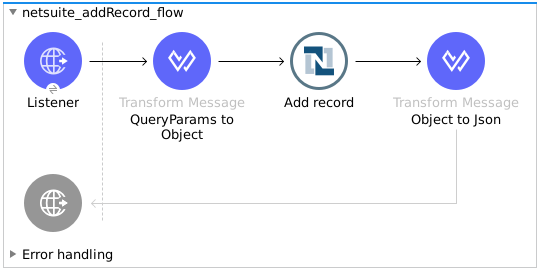 netsuite_addRecord_flow
Listener
Transform Message
QueryParams to
Object
Add record
Transform Message
Object to Json
Error handling